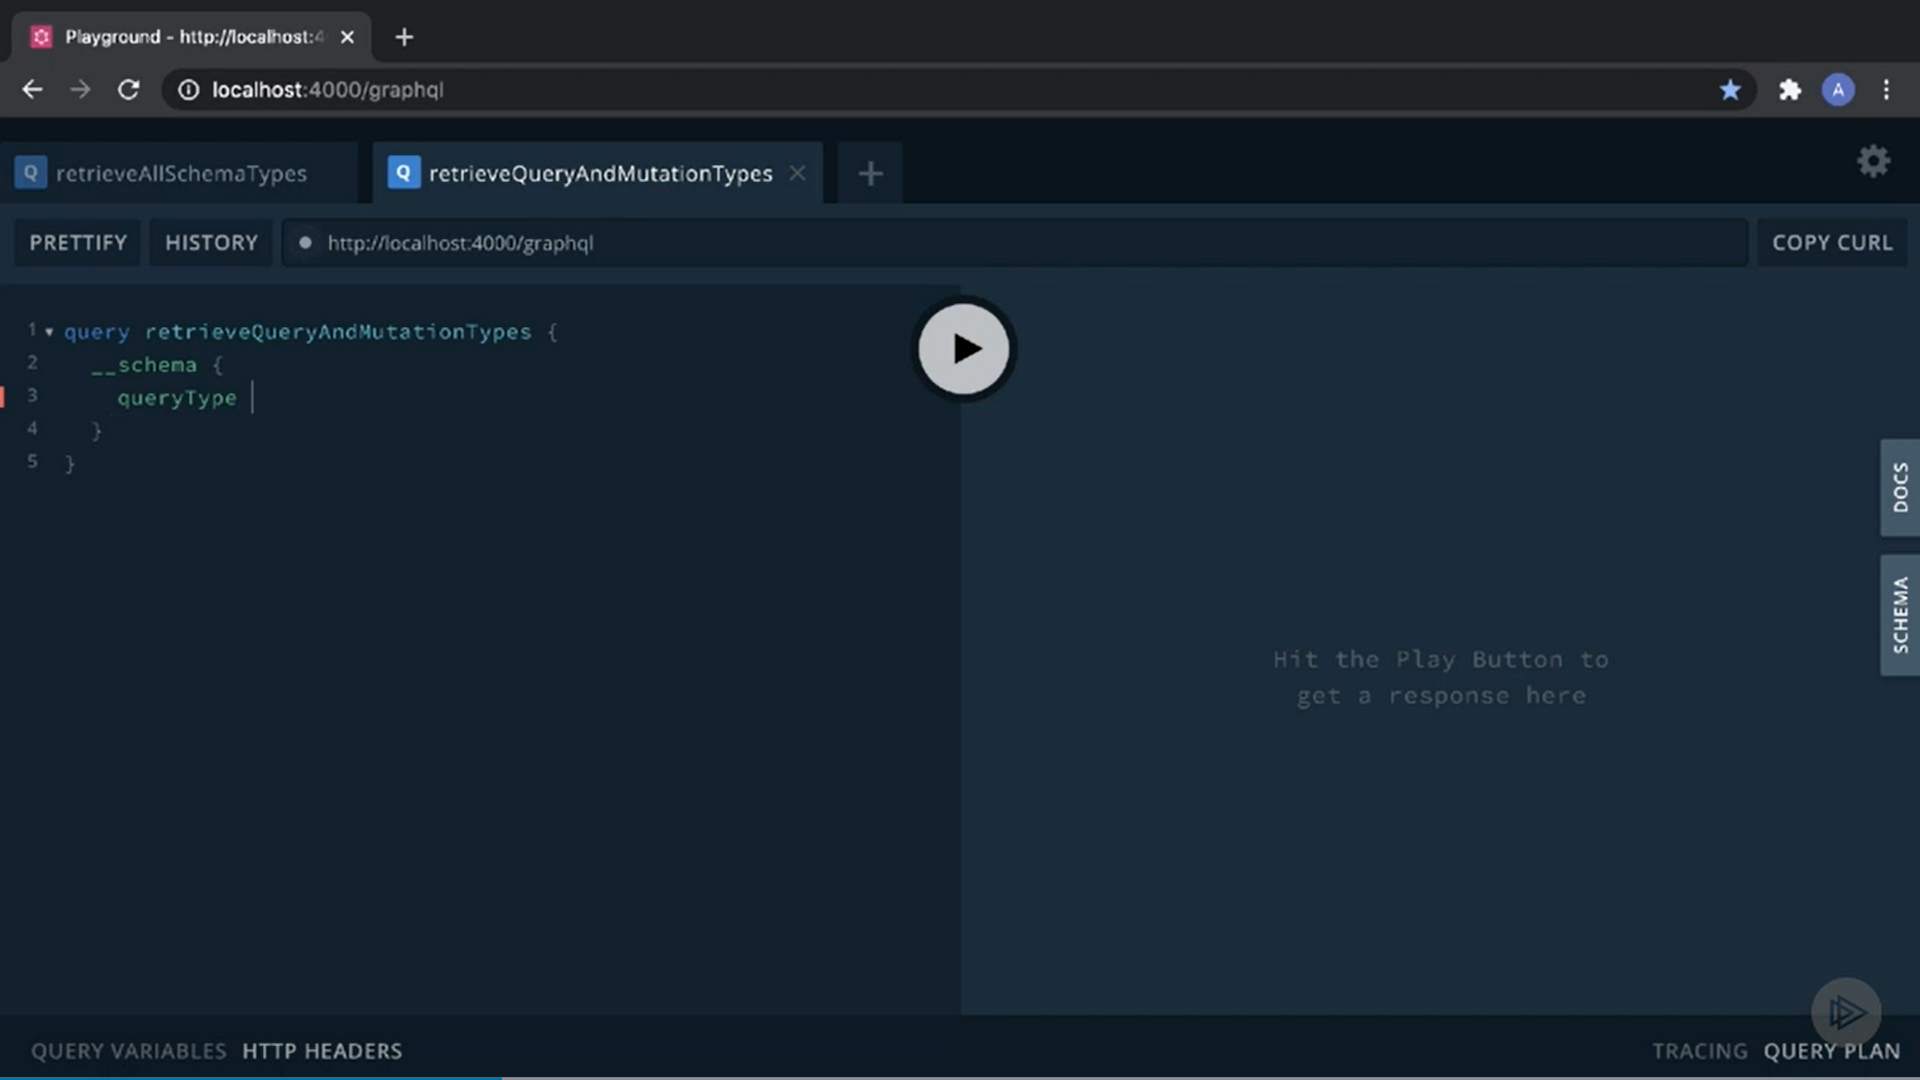 Playground - http://localhost:4
localhost:4000/graphql
A
Q retrieveAllSchemaTypes
Q retrieveQueryAndMutationTypes
PRETTIFY HISTORY http://localhost:4000/graphql COPY CURL
1 query retrieveQueryAndMutationTypes {
2 __schema {
3 queryType
4 }
5 }
DOCS
SCHEMA
Hit the Play Button to
get a response here
QUERY VARIABLES HTTP HEADERS TRACING QUERY PLAN